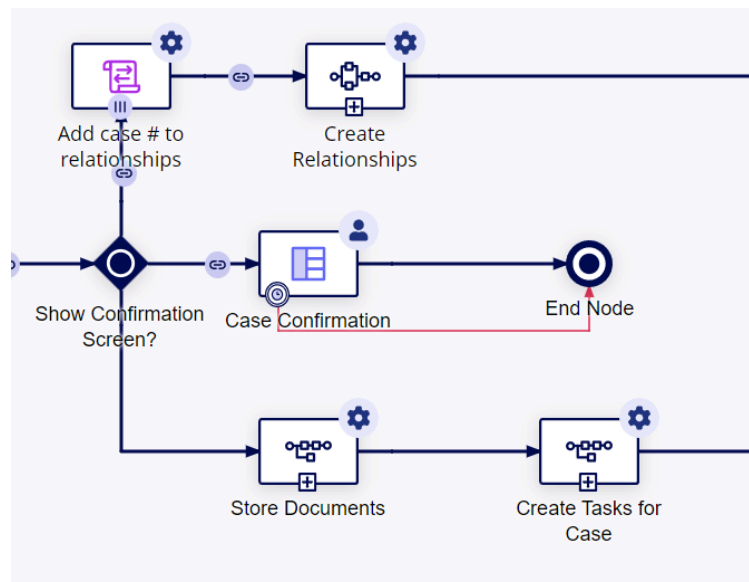 Add case # to
relationships
Create
Relationships
Show Confirmation
Screen?
Case Confirmation
End Node
Store Documents
Create Tasks for
Case